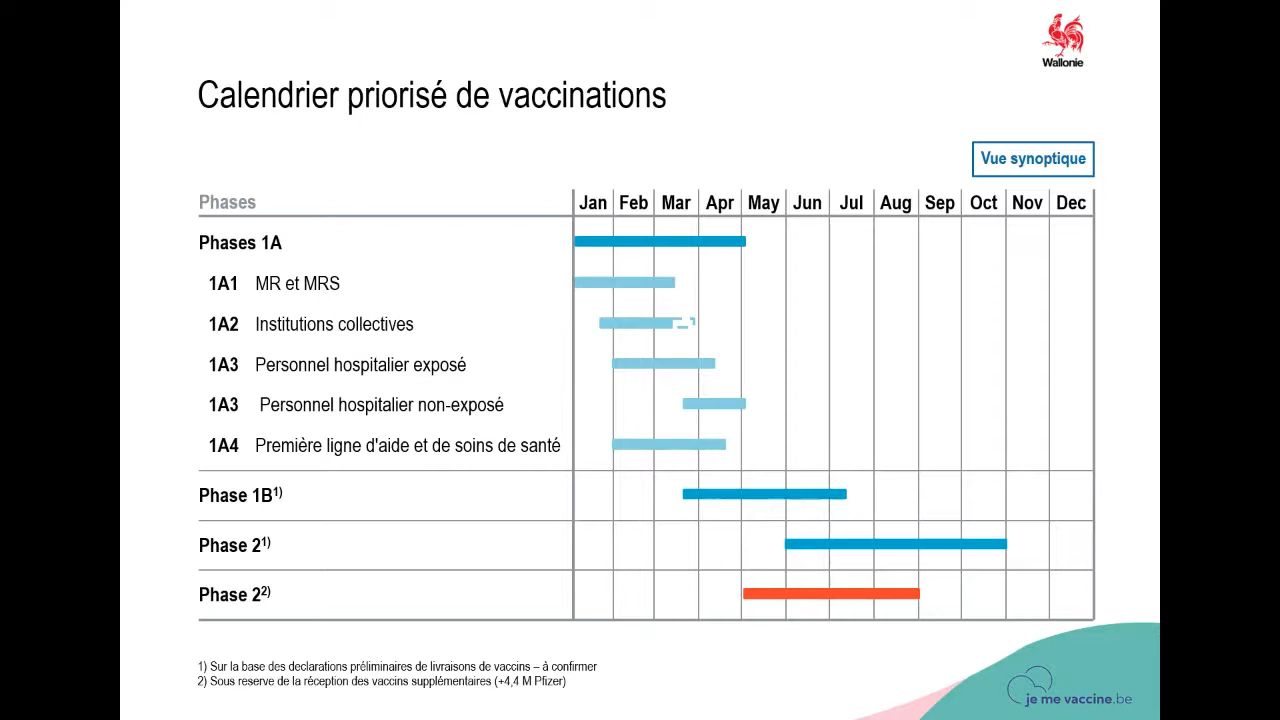 Wallonie
Calendrier priorisé de vaccinations
Vue synoptique
Phases Jan Feb Mar Apr May Jun Jul Aug Sep Oct Nov Dec
Phases 1A
1A1 MR et MRS
1A2 Institutions collectives
1A3 Personnel hospitalier exposé
1A3 Personnel hospitalier non-exposé
1A4 Première ligne d'aide et de soins de santé
Phase 1B1)
Phase 21)
Phase 22)
1) Sur la base des declarations préliminaires de livraisons de vaccins – à confirmer
2) Sous reserve de la réception des vaccins supplémentaires (+4,4 M Pfizer)
je me vaccine.be